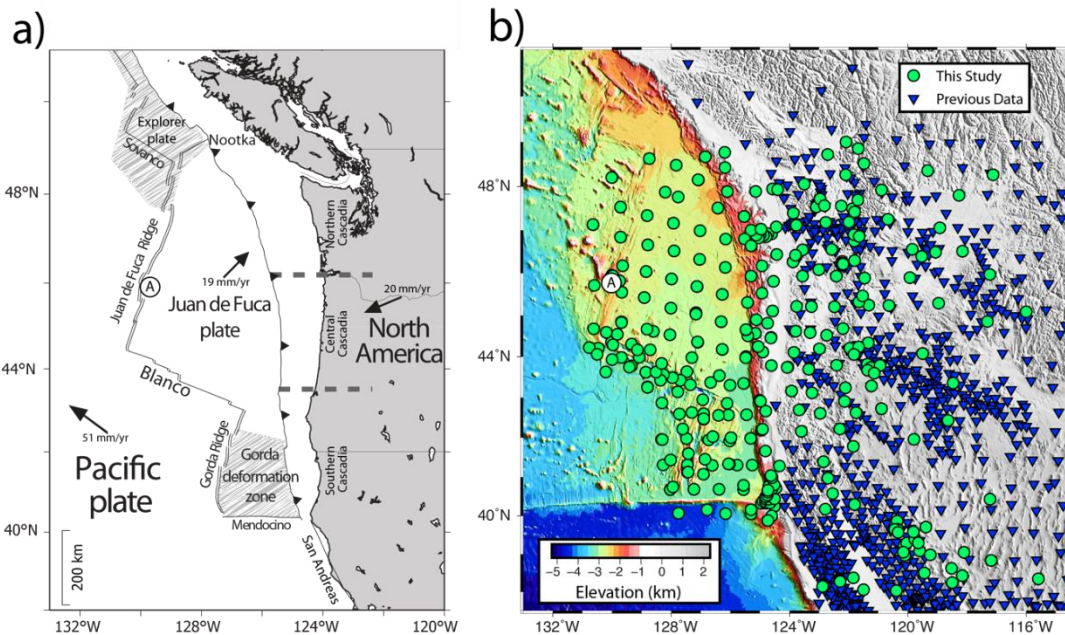 a)
Explorer
plate
Sovanco
Nootka
48°N
Northern
Cascadia
Juan de Fuca Ridge
A
19 mm/yr
Juan de Fuca
plate
20 mm/yr
North
America
Central
Cascadia
44°N
Blanco
51 mm/yr
Pacific
plate
Gorda Ridge
Gorda
deformation
zone
Southern
Cascadia
40°N
Mendocino
San Andreas
200 km
132°W
128°W
124°W
120°W
b)
This Study
Previous Data
48°N
A
44°N
40°N
−5 −4 −3 −2 −1 0 1 2
Elevation (km)
132°W
128°W
124°W
120°W
116°W